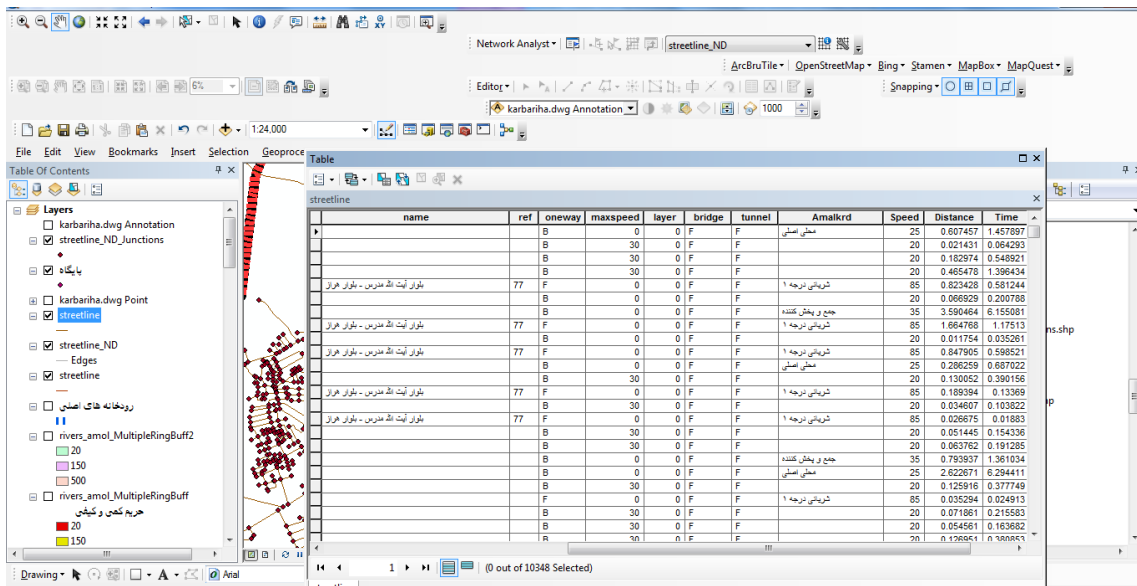 6%
Network Analyst
streetline_ND
ArcBruTile OpenStreetMap Bing Stamen MapBox MapQuest
Editor
Snapping
karbariha.dwg Annotation
1000
1:24,000
File Edit View Bookmarks Insert Selection Geoproce
Table Of Contents
Layers
karbariha.dwg Annotation
streetline_ND_Junctions
پایگاه
karbariha.dwg Point
streetline
streetline_ND
Edges
streetline
رودخانه های اصلی
rivers_amol_MultipleRingBuff2
20
150
500
rivers_amol_MultipleRingBuff
حریم کمی و کیفی
20
150
Table
streetline
name ref oneway maxspeed layer bridge tunnel Amalkrd Speed Distance Time
B 0 0 F F محلی اصلی 25 0.607457 1.457897
B 30 0 F F 20 0.021431 0.064293
B 30 0 F F 20 0.182974 0.548921
B 30 0 F F 20 0.465478 1.396434
بلوار آیت الله مدرس - بلوار هراز 77 F 0 0 F F شریانی درجه ۱ 85 0.823428 0.581244
B 0 0 F F 20 0.066929 0.200788
B 0 0 F F جمع و پخش کننده 35 3.590464 6.155081
بلوار آیت الله مدرس - بلوار هراز 77 F 0 0 F F شریانی درجه ۱ 85 1.664768 1.17513
B 0 0 F F 20 0.011754 0.035261
بلوار آیت الله مدرس - بلوار هراز 77 F 0 0 F F شریانی درجه ۱ 85 0.847905 0.598521
B 0 0 F F محلی اصلی 25 0.286259 0.687022
B 30 0 F F 20 0.130052 0.390156
بلوار آیت الله مدرس - بلوار هراز 77 F 0 0 F F شریانی درجه ۱ 85 0.189394 0.13369
B 30 0 F F 20 0.034607 0.103822
بلوار آیت الله مدرس - بلوار هراز 77 F 0 0 F F شریانی درجه ۱ 85 0.026675 0.01883
B 30 0 F F 20 0.051445 0.154336
B 30 0 F F 20 0.063762 0.191285
B 0 0 F F جمع و پخش کننده 35 0.793937 1.361034
B 0 0 F F محلی اصلی 25 2.622671 6.294411
B 30 0 F F 20 0.125916 0.377749
F 0 0 F F شریانی درجه ۱ 85 0.035294 0.024913
B 30 0 F F 20 0.071861 0.215583
B 30 0 F F 20 0.054561 0.163682
B 30 0 F F 20 0.126951 0.380853
ns.shp
1 (0 out of 10348 Selected)
Drawing A Arial